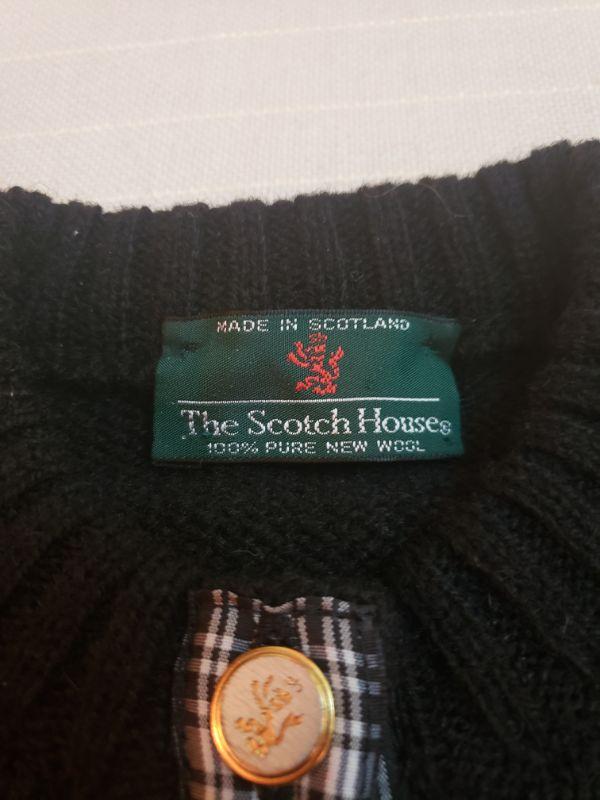 MADE IN SCOTLAND
The Scotch House®
100% PURE NEW WOOL